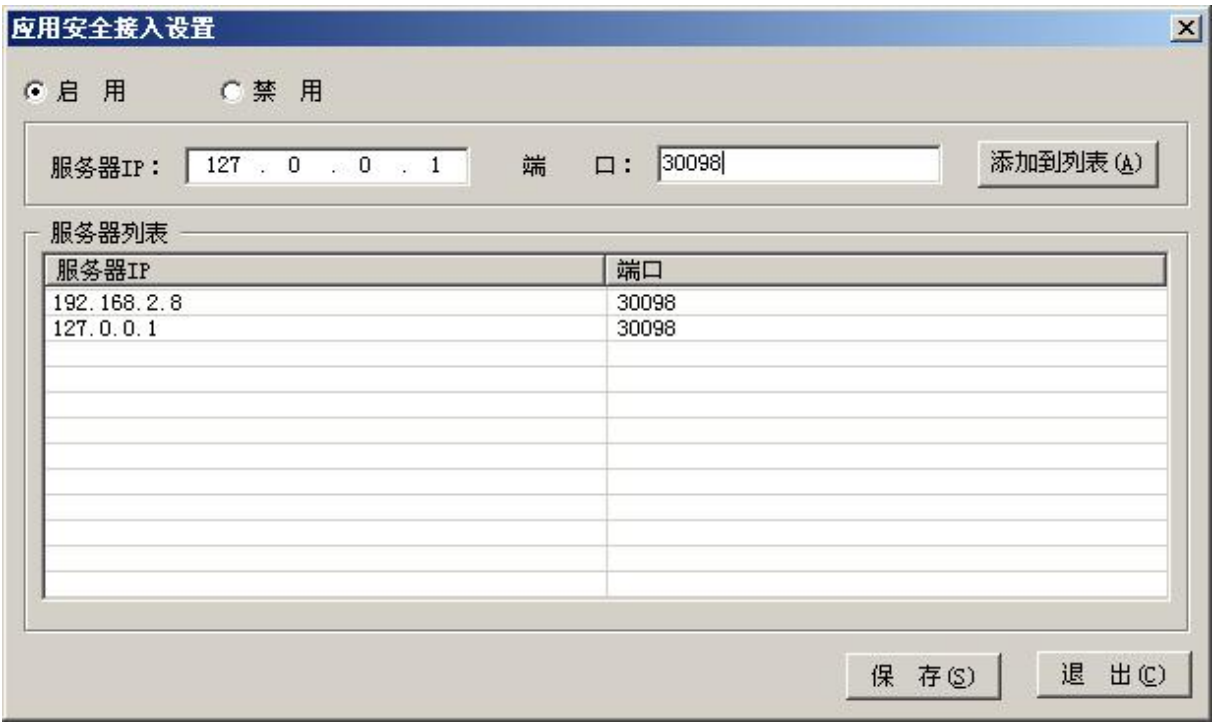 应用安全接入设置
启 用 禁 用
服务器IP： 127 . 0 . 0 . 1 端 口： 30098 添加到列表(A)
服务器列表
服务器IP 端口
192.168.2.8 30098
127.0.0.1 30098
保 存(S) 退 出(C)